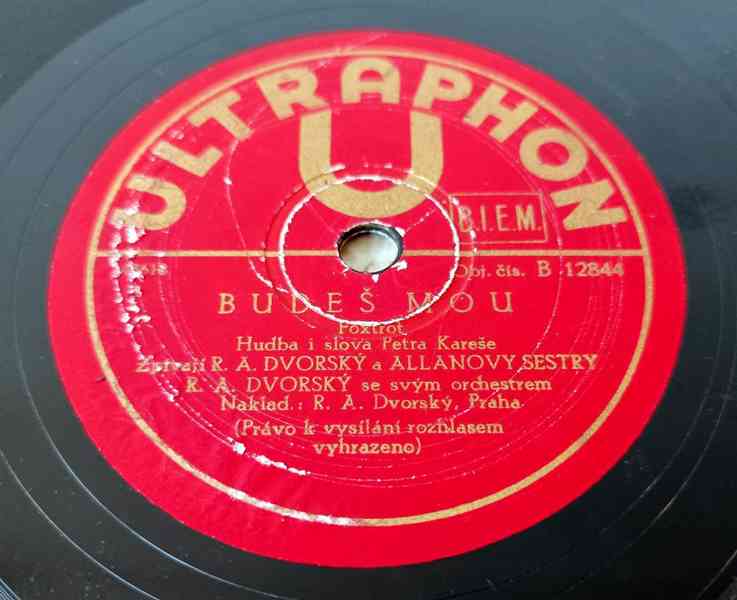 ULTRAPHON
U
B.I.E.M.
Obj. čís. B 12844
BUDEŠ MOU
Foxtrot
Hudba i slova Petra Kareše
Zpívají R. A. DVORSKÝ a ALLANOVY SESTRY
R. A. DVORSKÝ se svým orchestrem
Náklad.: R. A. Dvorský, Praha
(Právo k vysílání rozhlasem
vyhrazeno)